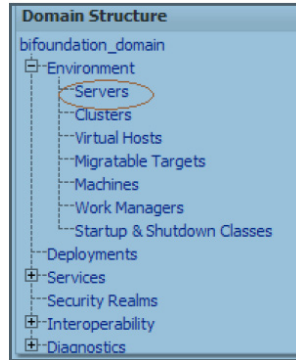 Domain Structure
bifoundation_domain
Environment
Servers
Clusters
Virtual Hosts
Migratable Targets
Machines
Work Managers
Startup & Shutdown Classes
Deployments
Services
Security Realms
Interoperability
Diagnostics